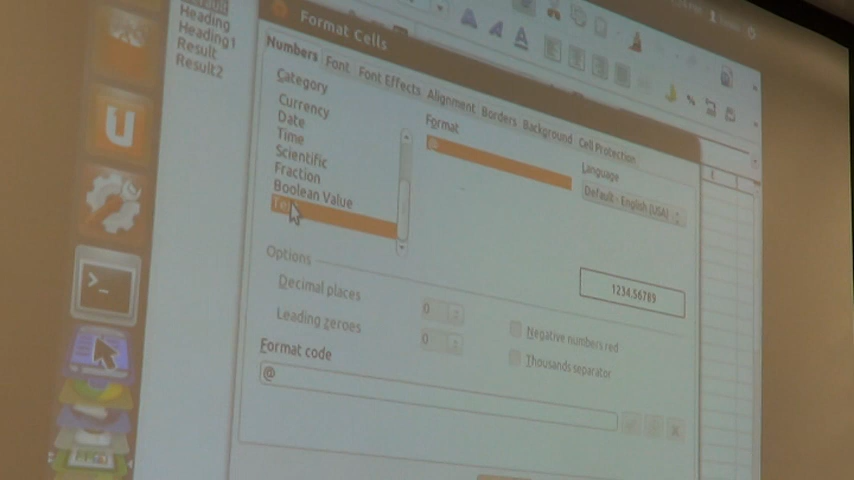 Default
Heading
Heading1
Result
Result2
Format Cells
Numbers Font Font Effects Alignment Borders Background Cell Protection
Category
Currency
Date
Time
Scientific
Fraction
Boolean Value
Format
@
Language
Default - English (USA)
1234.56789
Options
Decimal places 0
Leading zeroes 0
Negative numbers red
Thousands separator
Format code
@